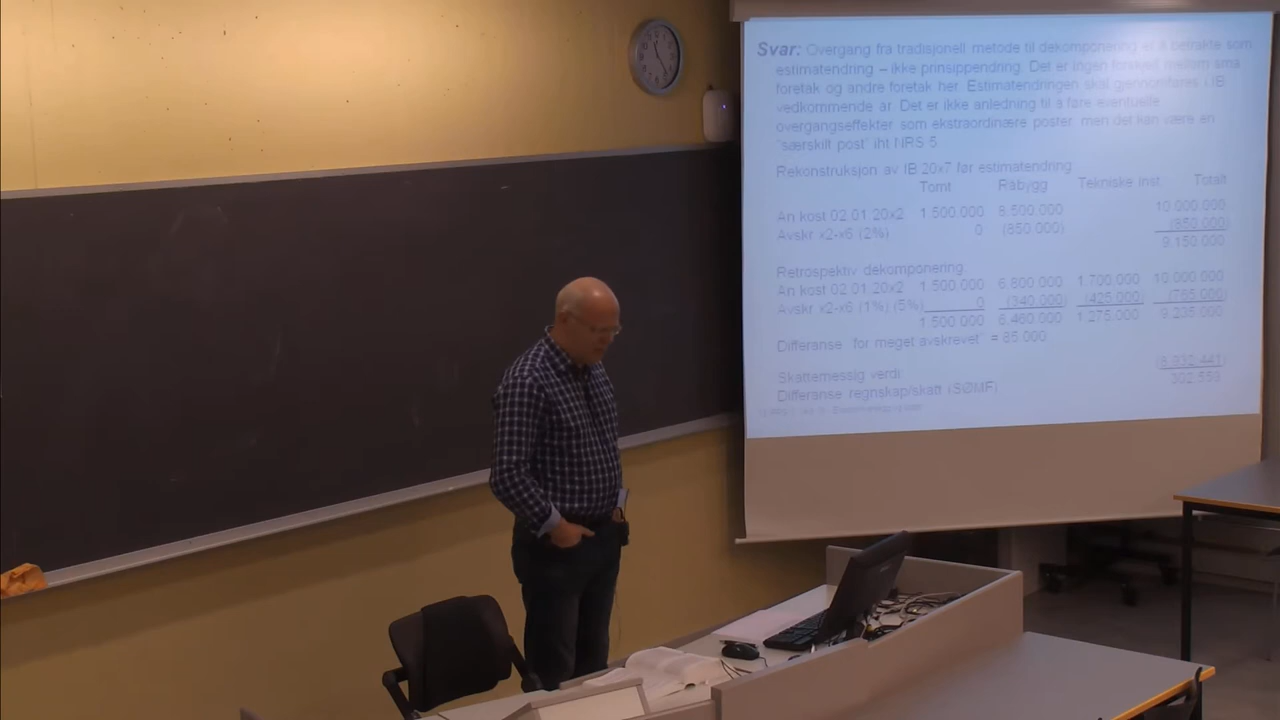 Svar: Overgang fra tradisjonell metode til dekomponering er å betrakte som
estimatendring – ikke prinsippendring. Det er ingen forskjell mellom små
foretak og andre foretak her. Estimatendringen skal gjennomføres i IB
vedkommende år. Det er ikke anledning til å føre eventuelle
overgangseffekter som ekstraordinære poster, men det kan være en
"særskilt post" iht NRS 5
Rekonstruksjon av IB 20x7 før estimatendring
Tomt Råbygg Tekniske inst. Totalt
An kost 02.01.20x2 1.500.000 8.500.000 10.000.000
Avskr x2-x6 (2%) 0 (850.000) (850.000)
9.150.000
Retrospektiv dekomponering:
An kost 02.01.20x2 1.500.000 6.800.000 1.700.000 10.000.000
Avskr x2-x6 (1%) (5%) 0 (340.000) (425.000) (765.000)
1.500.000 6.460.000 1.275.000 9.235.000
Differanse "for meget avskrevet" = 85.000
Skattemessig verdi (8.932.441)
Differanse regnskap/skatt (SØMF) 302.559